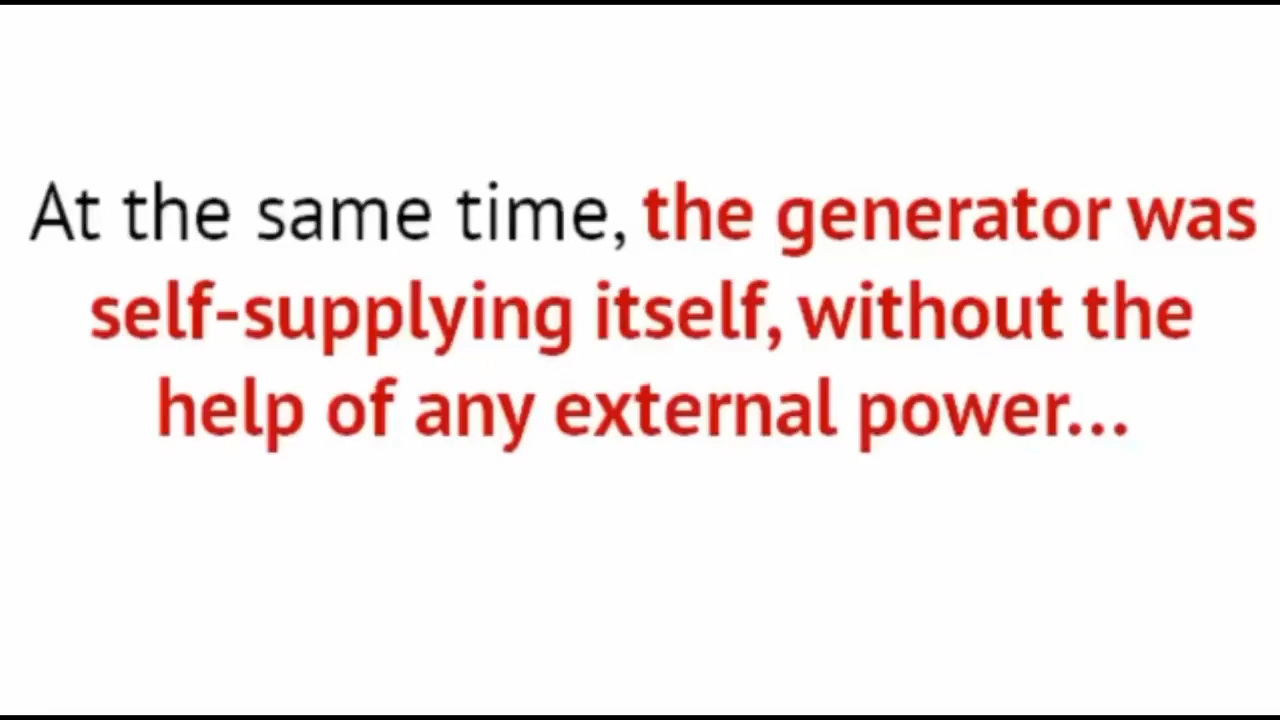 At the same time, the generator was
self-supplying itself, without the
help of any external power...